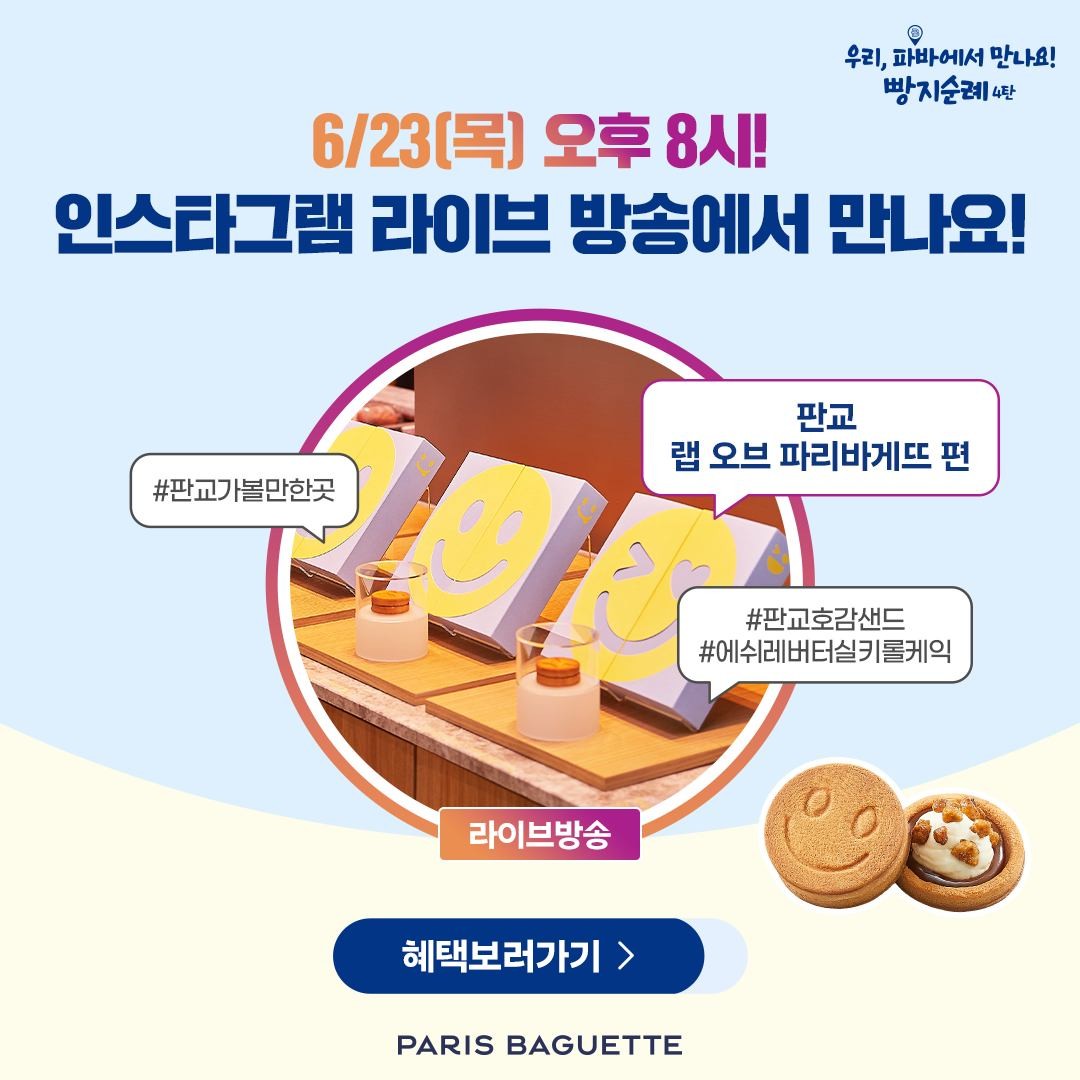 우리, 파바에서 만나요!
빵지순례 4탄
6/23(목) 오후 8시!
인스타그램 라이브 방송에서 만나요!
판교
랩 오브 파리바게뜨 편
#판교가볼만한곳
#판교호감샌드
#에쉬레버터실키롤케익
라이브방송
혜택보러가기 >
PARIS BAGUETTE